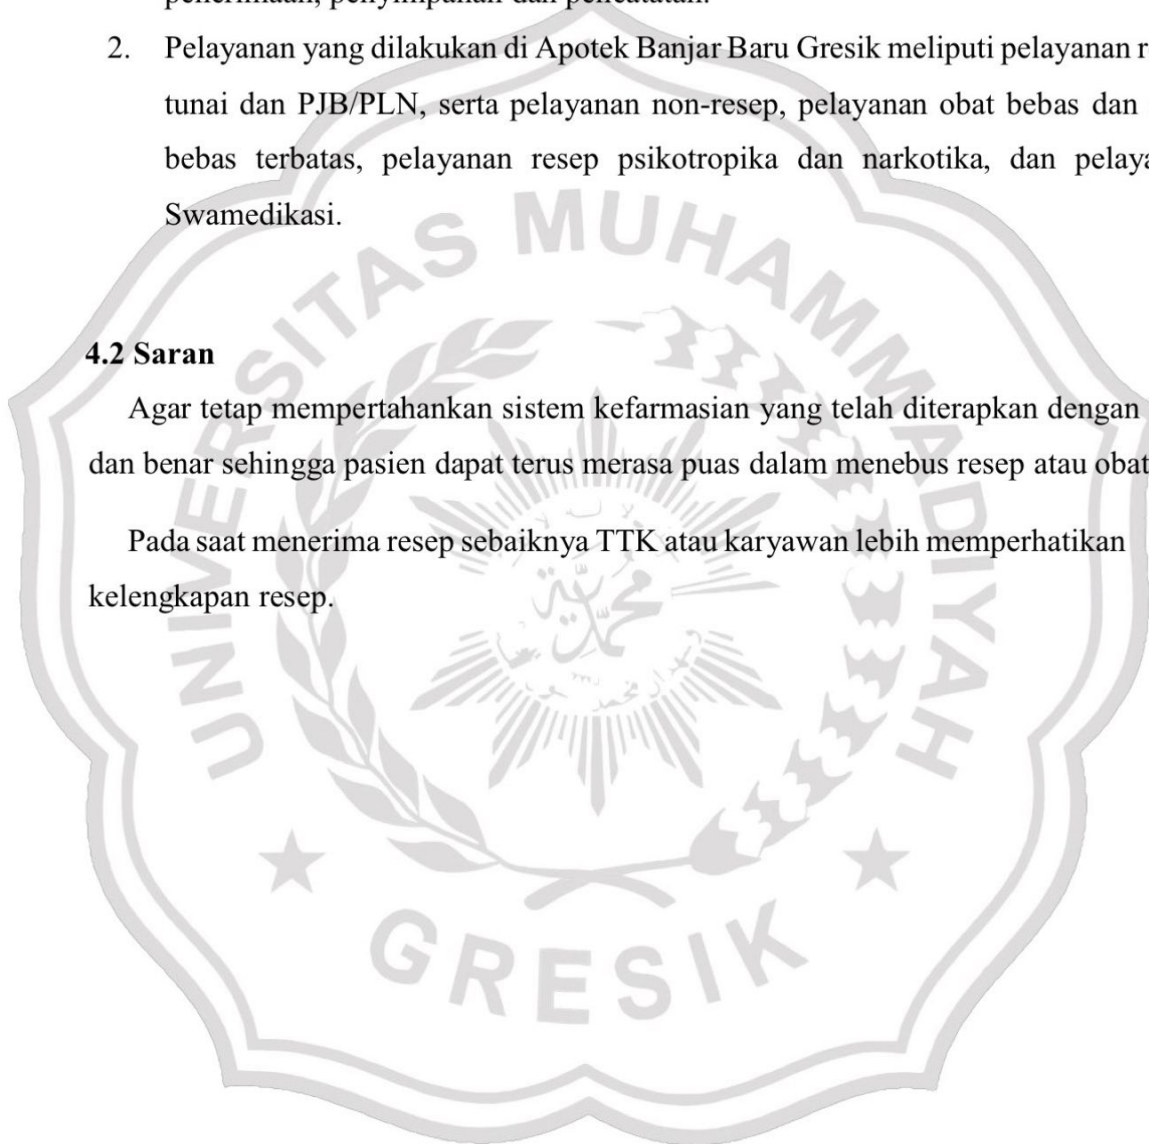 2. Pelayanan yang dilakukan di Apotek Banjar Baru Gresik meliputi pelayanan
tunai dan PJB/PLN, serta pelayanan non-resep, pelayanan obat bebas dan
bebas terbatas, pelayanan resep psikotropika dan narkotika, dan
Swamedikasi.
4.2 Saran
Agar tetap mempertahankan sistem kefarmasian yang telah diterapkan dengan
dan benar sehingga pasien dapat terus merasa puas dalam menebus resep atau obat
Pada saat menerima resep sebaiknya TTK atau karyawan lebih memperhatikan
kelengkapan resep.
UNIVERSITAS MUHAMMADIYAH
محمد
GRESIK